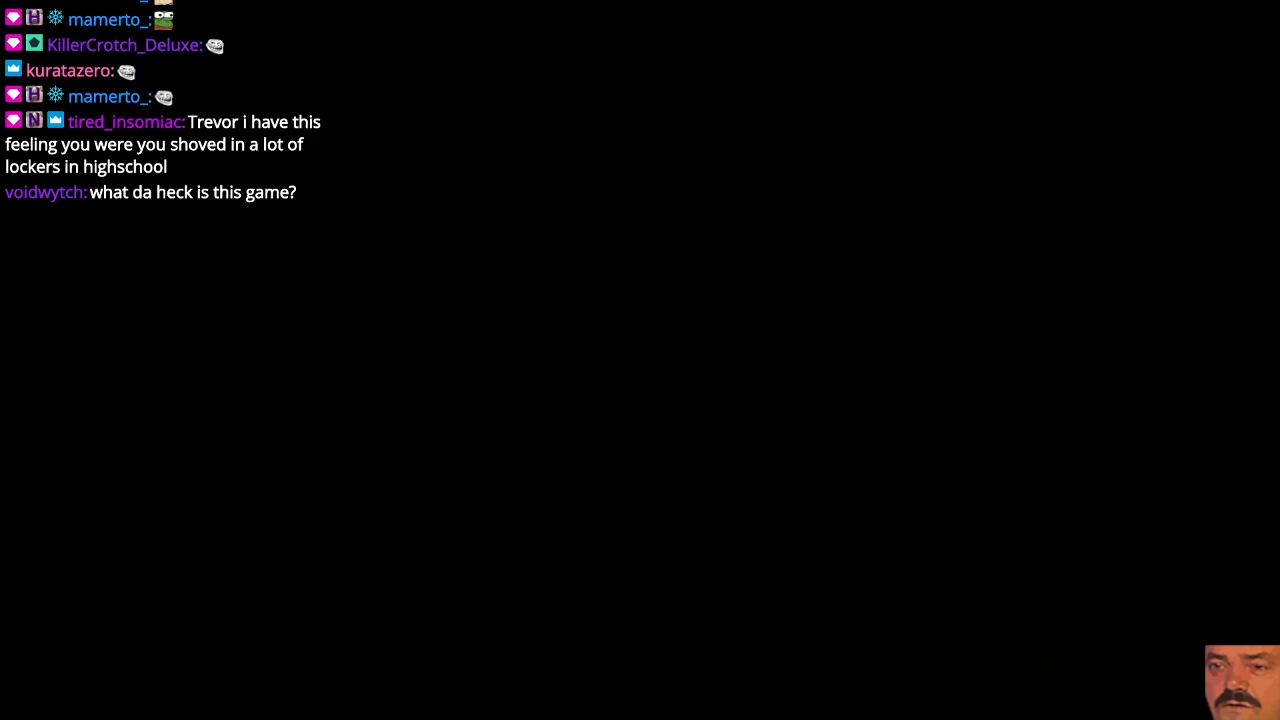 mamerto_:
KillerCrotch_Deluxe:
kuratazero:
mamerto_:
tired_insomiac: Trevor i have this
feeling you were you shoved in a lot of
lockers in highschool
voidwytch: what da heck is this game?